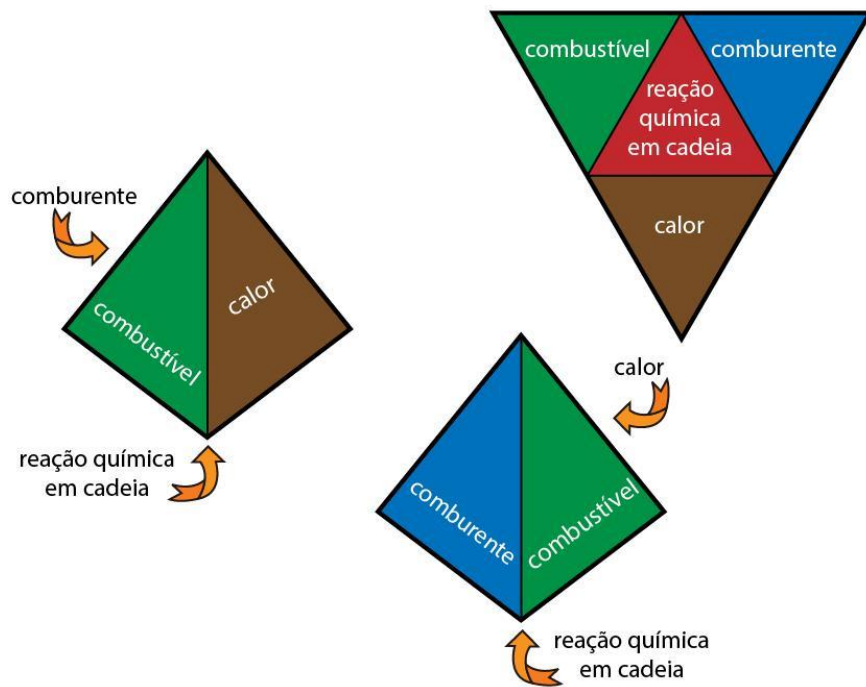 combustível
comburente
reação
química
em cadeia
calor
comburente
combustível
calor
reação química
em cadeia
calor
comburente
combustível
reação química
em cadeia